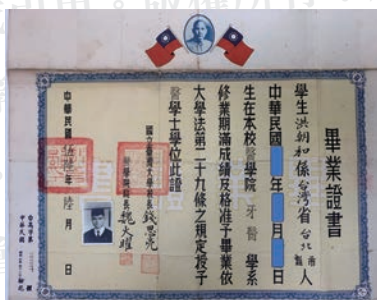 畢業證書
學生洪朝和係台灣省台北市縣人
中華民國 年 月 日
生在本校醫學院牙醫學系
修業期滿成績及格准予畢業依
大學法第二十九條之規定授予
醫學士學位此證
國立臺灣大學校長錢思亮
醫學院院長魏火曜
中華民國 年陸月 日